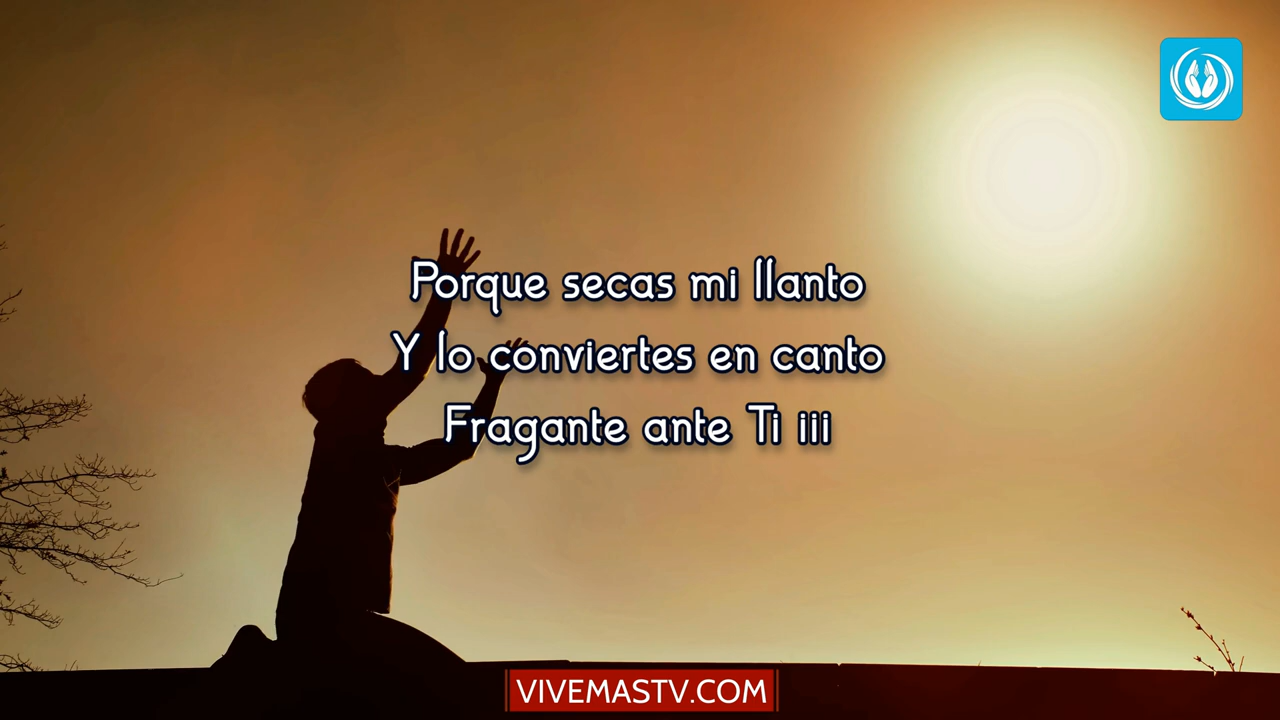 Porque secas mi llanto
Y lo conviertes en canto
Fragante ante Ti iii
VIVEMASTV.COM